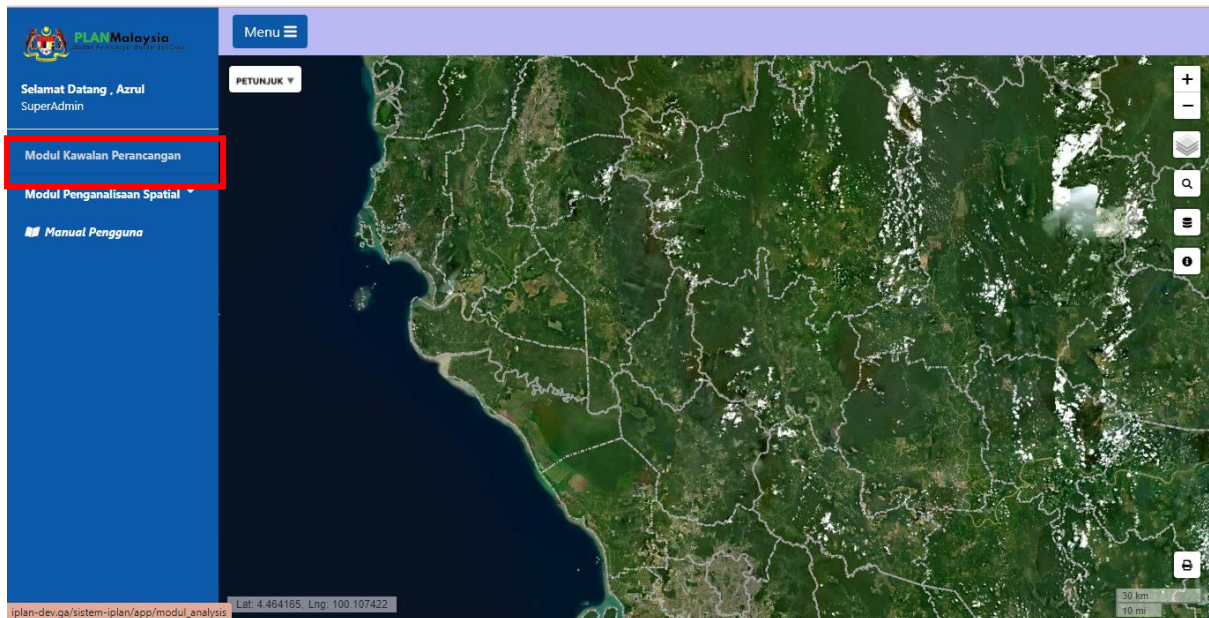 PLANMalaysia
Menu
Selamat Datang , Azrul
SuperAdmin
PETUNJUK ▼
Modul Kawalan Perancangan
Modul Penganalisaan Spatial
Manual Pengguna
+
−
Lat: 4.464165, Lng: 100.107422
30 km
10 mi
iplan-dev.ga/sistem-iplan/app/modul_analysis